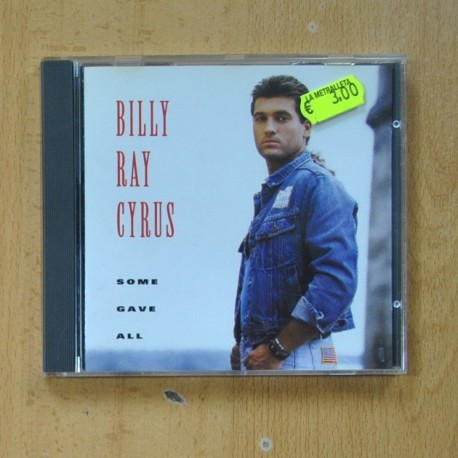 BILLY
RAY
CYRUS
SOME
GAVE
ALL
LA METRALLETA
€ 3,00